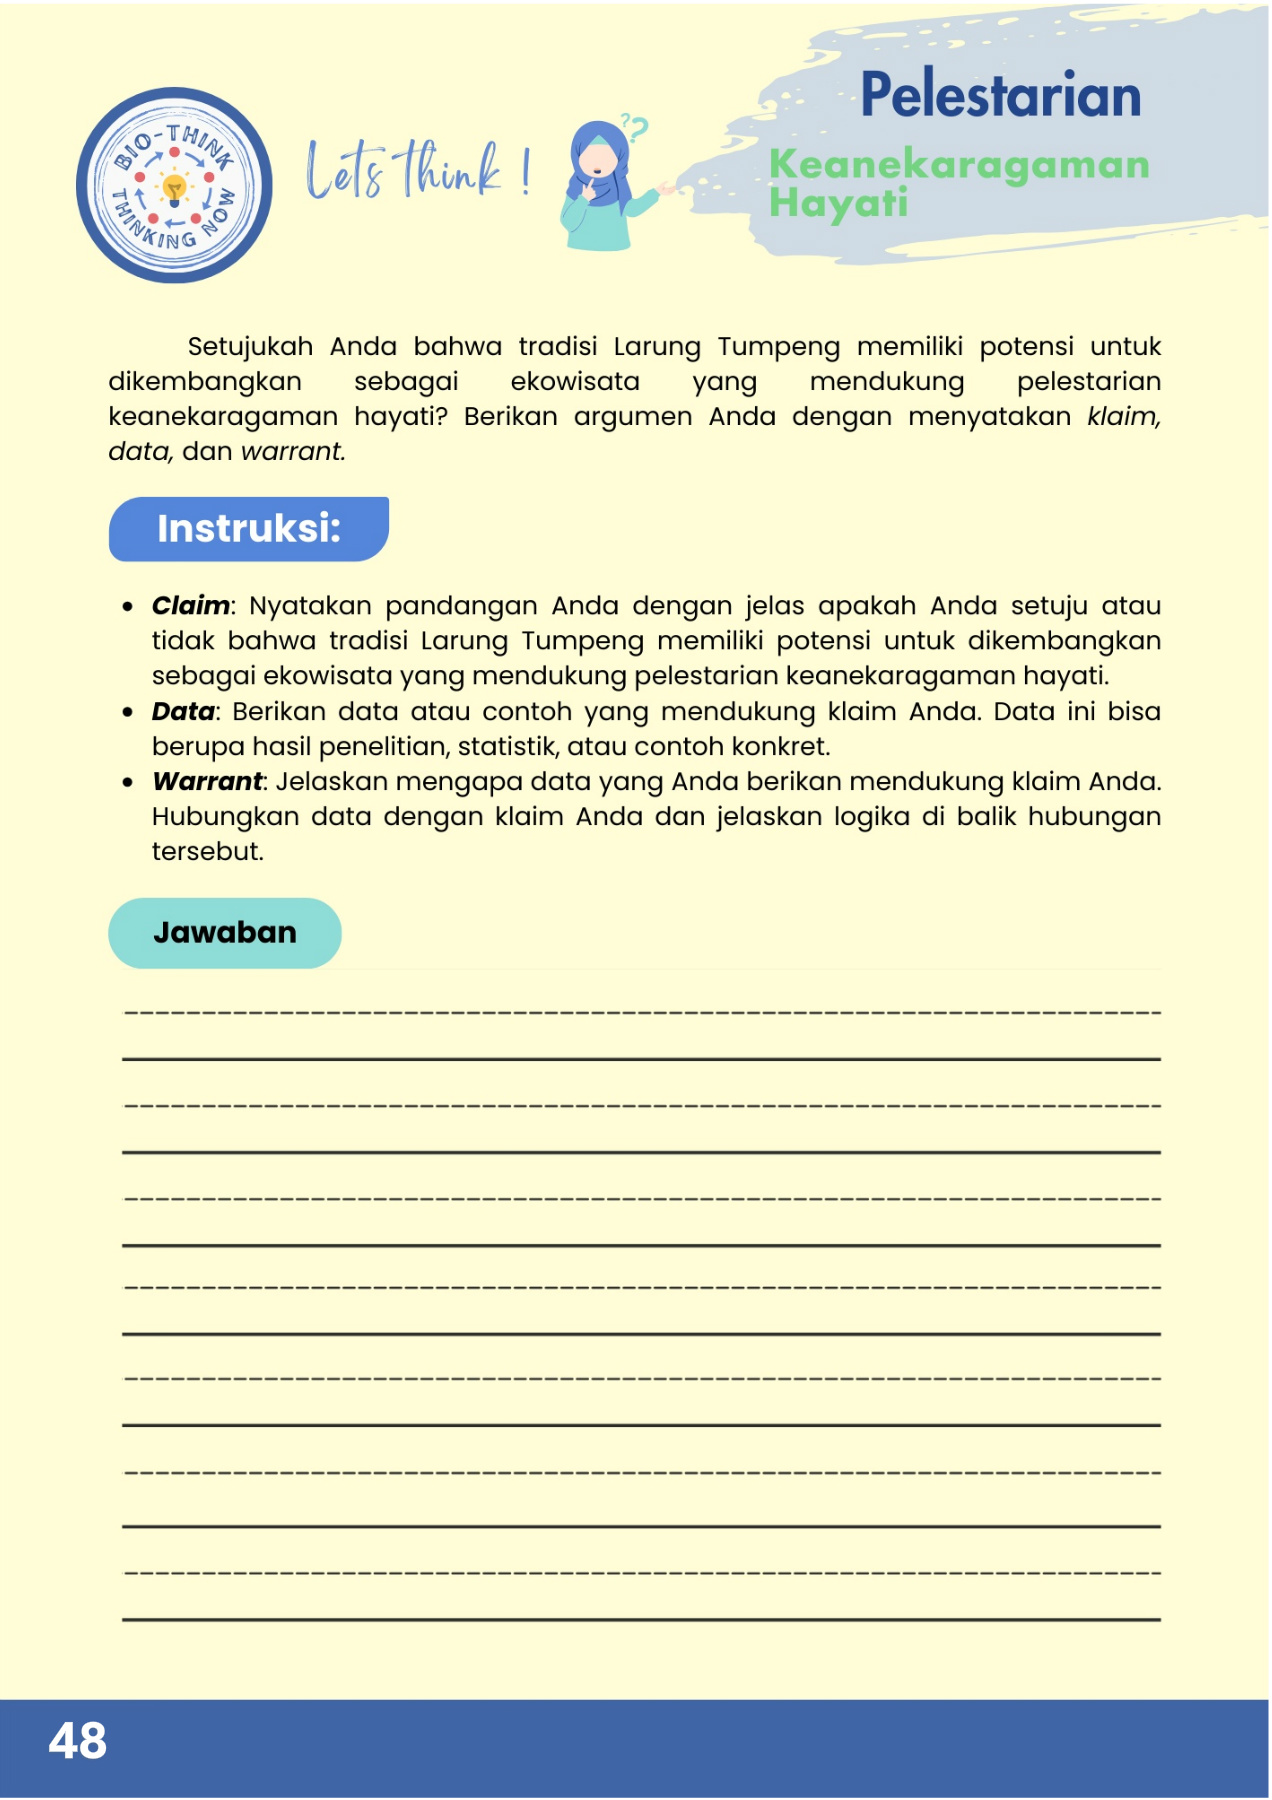 BIO-THINK
THINKING NOW
Lets think !
??
Pelestarian
Keanekaragaman
Hayati
Setujukah Anda bahwa tradisi Larung Tumpeng memiliki potensi untuk
dikembangkan sebagai ekowisata yang mendukung pelestarian
keanekaragaman hayati? Berikan argumen Anda dengan menyatakan klaim,
data, dan warrant.
Instruksi:
• Claim: Nyatakan pandangan Anda dengan jelas apakah Anda setuju atau
tidak bahwa tradisi Larung Tumpeng memiliki potensi untuk dikembangkan
sebagai ekowisata yang mendukung pelestarian keanekaragaman hayati.
• Data: Berikan data atau contoh yang mendukung klaim Anda. Data ini bisa
berupa hasil penelitian, statistik, atau contoh konkret.
• Warrant: Jelaskan mengapa data yang Anda berikan mendukung klaim Anda.
Hubungkan data dengan klaim Anda dan jelaskan logika di balik hubungan
tersebut.
Jawaban
48